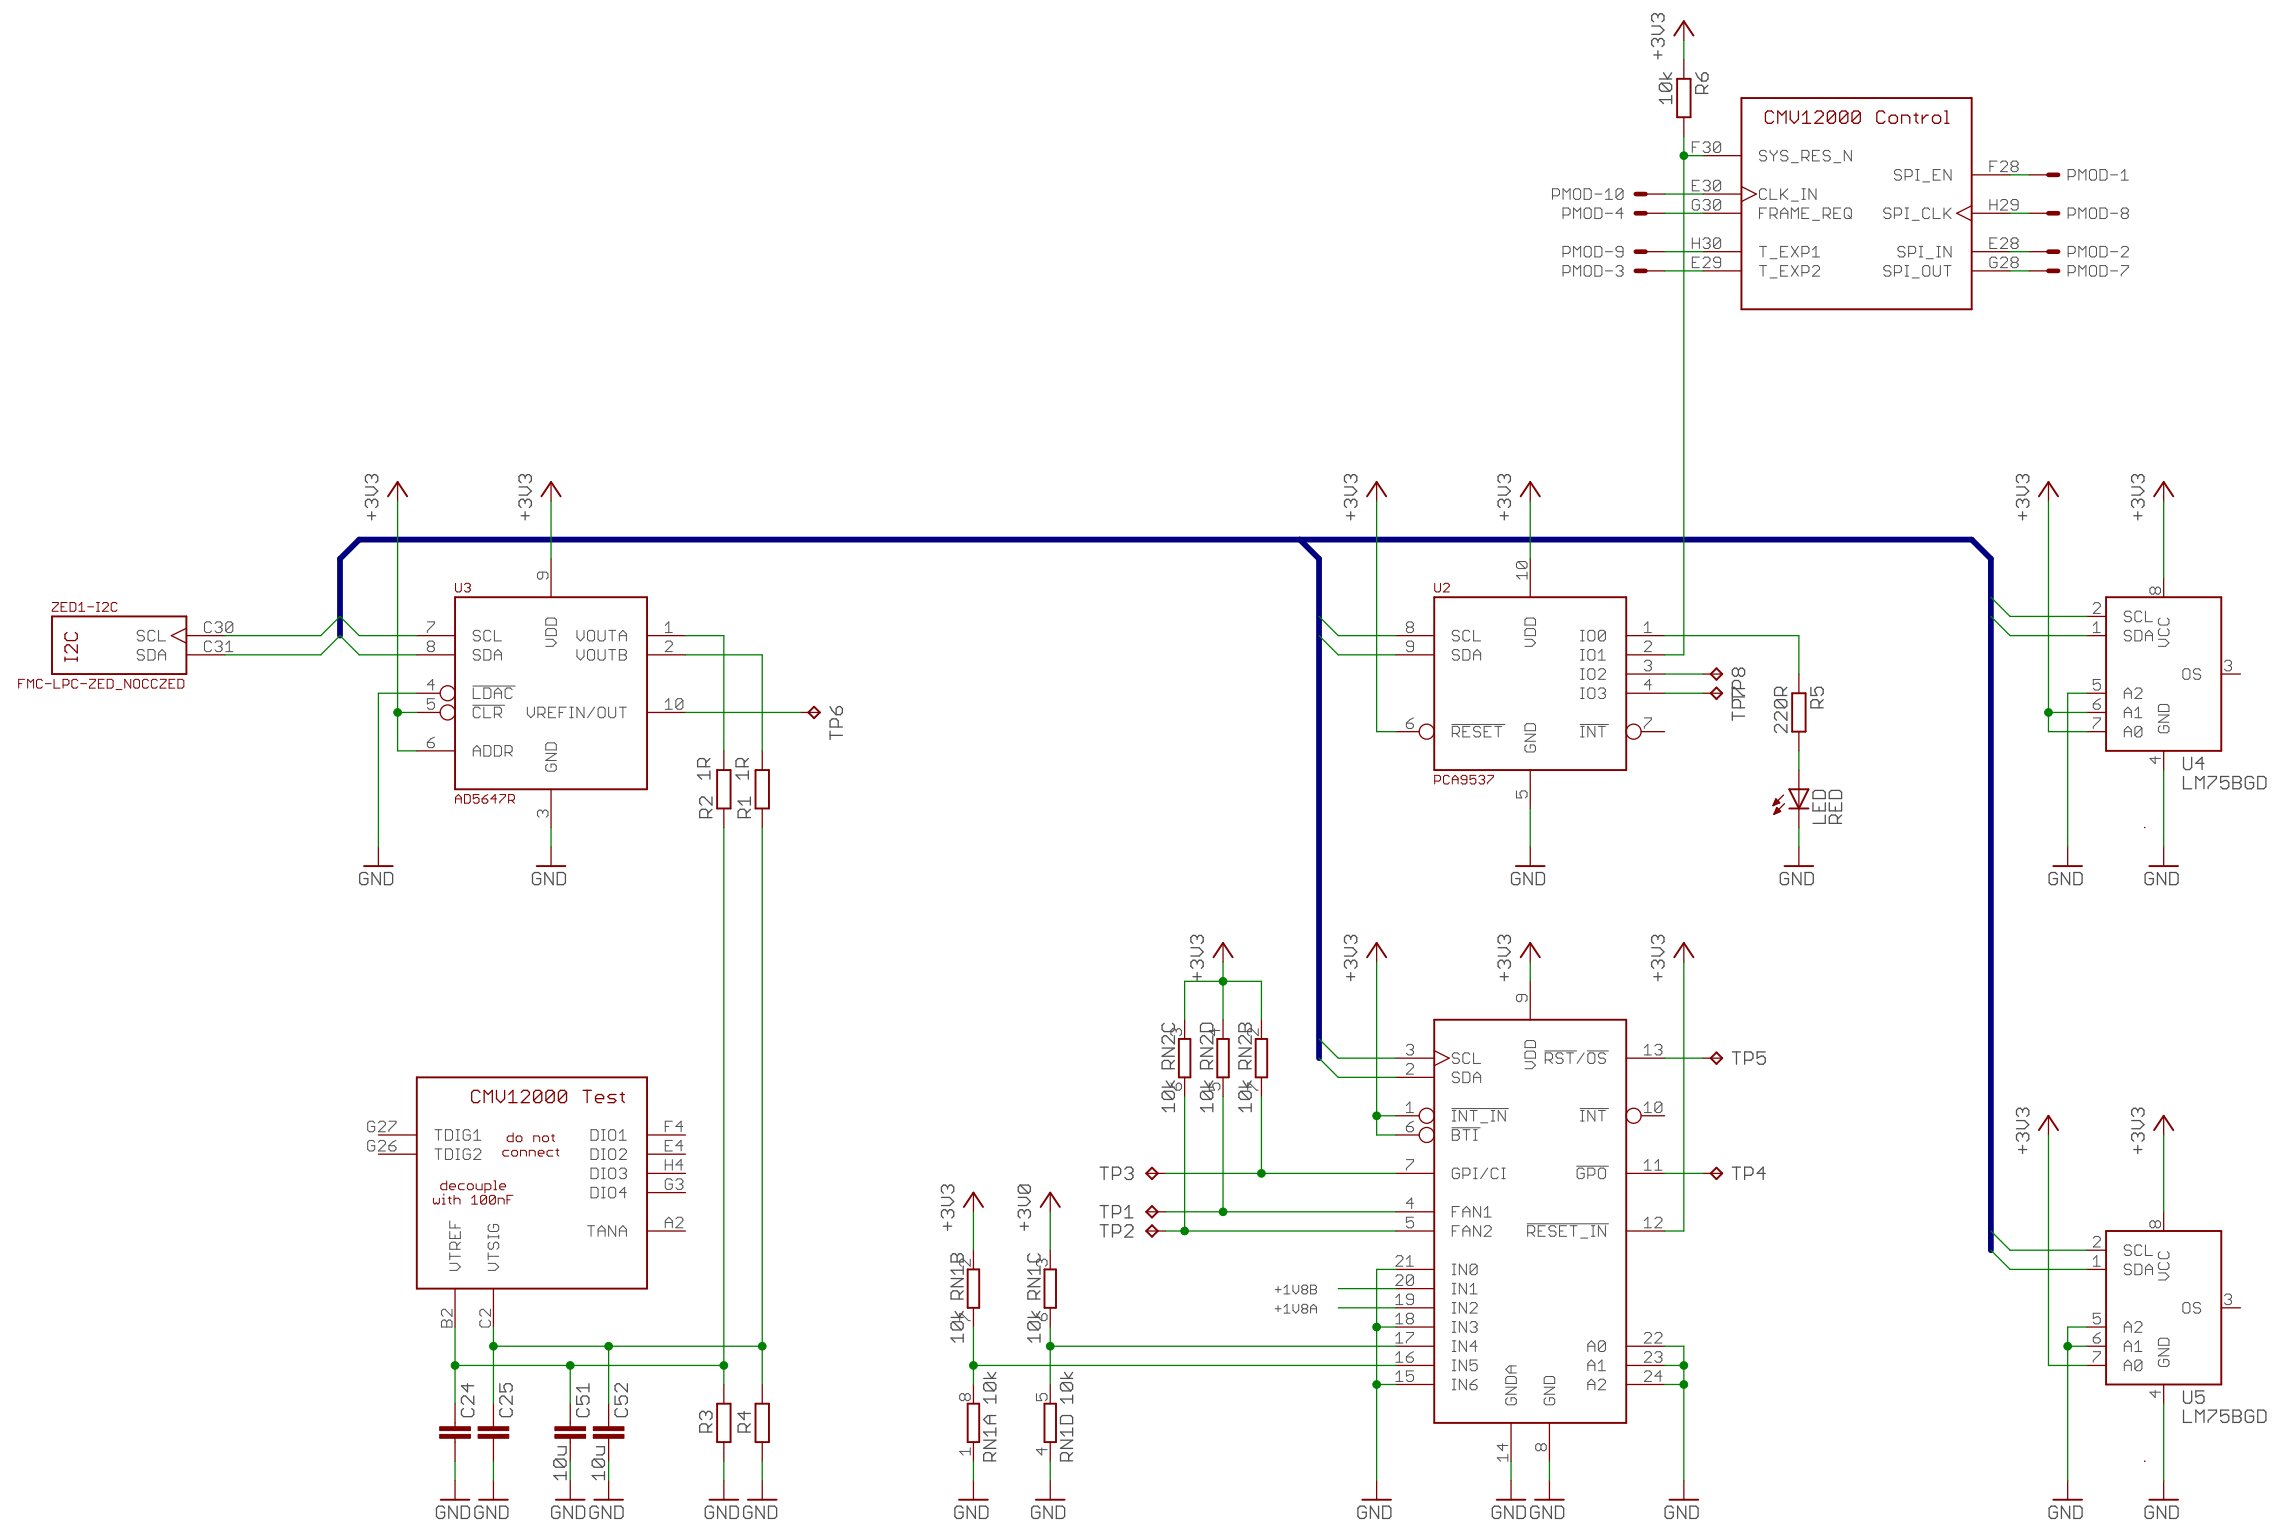 +3V3
10k
R6
CMV12000 Control
F30
SYS_RES_N
PMOD-10
E30
CLK_IN
PMOD-4
G30
FRAME_REQ
PMOD-9
H30
T_EXP1
PMOD-3
E29
T_EXP2
SPI_EN
F28
PMOD-1
SPI_CLK
H29
PMOD-8
SPI_IN
E28
PMOD-2
SPI_OUT
G28
PMOD-7
ZED1-I2C
I2C
SCL
C30
SDA
C31
FMC-LPC-ZED_NOCCZED
+3V3
+3V3
U3
9
VDD
7
SCL
8
SDA
4
LDAC
5
CLR
6
ADDR
VOUTA
1
VOUTB
2
VREFIN/OUT
10
TP6
GND
3
AD5647R
GND
GND
R2 1R
R1 1R
+3V3
+3V3
U2
10
VDD
8
SCL
9
SDA
6
RESET
IO0
1
IO1
2
IO2
3
TP8
IO3
4
INT
7
GND
5
PCA9537
GND
220R
R5
LED
RED
GND
+3V3
+3V3
8
VCC
2
SCL
1
SDA
OS
3
5
A2
6
A1
7
A0
GND
4
U4
LM75BGD
GND
GND
CMV12000 Test
G27
TDIG1
G26
TDIG2
do not
connect
decouple
with 100nF
DIO1
F4
DIO2
E4
DIO3
H4
DIO4
G3
TANA
A2
VTREF
VTSIG
B2
C2
C24
C25
C51
C52
10u
10u
R3
R4
GND
GND
GND
GND
GND
GND
+3V3
10k RN2C
10k RN2D
10k RN2B
TP3
TP1
TP2
+3V3
+3V0
10k RN1B
10k RN1C
8
1
RN1A 10k
5
4
RN1D 10k
GND
GND
+3V3
+3V3
+3V3
9
VDD
3
SCL
2
SDA
1
INT_IN
6
BTI
7
GPI/CI
4
FAN1
5
FAN2
21
IN0
+1V8B
20
IN1
+1V8A
19
IN2
18
IN3
17
IN4
16
IN5
15
IN6
RST/OS
13
TP5
INT
10
GPO
11
TP4
RESET_IN
12
A0
22
A1
23
A2
24
GNDA
GND
14
8
GND
GND
GND
GND
+3V3
+3V3
8
VCC
2
SCL
1
SDA
OS
3
5
A2
6
A1
7
A0
GND
4
U5
LM75BGD
GND
GND